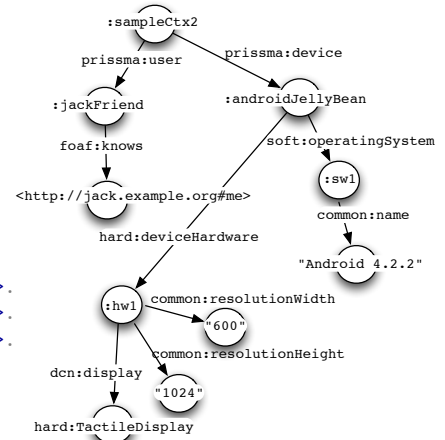 :sampleCtx2
prissma:user
prissma:device
:jackFriend
:androidJellyBean
foaf:knows
soft:operatingSystem
:sw1
<http://jack.example.org#me>
common:name
hard:deviceHardware
"Android 4.2.2"
>.
:hw1
common:resolutionWidth
>.
"600"
>.
common:resolutionHeight
dcn:display
"1024"
hard:TactileDisplay